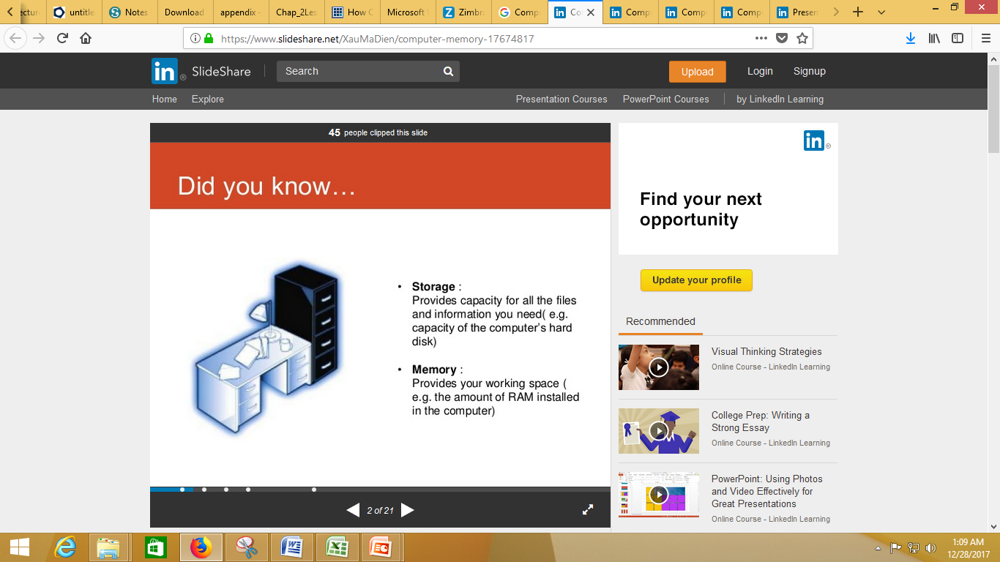 ectur
untitle
Notes
Download
appendix -
Chap_2Les
How C
Microsoft
Zimbra
G Comp
in Co
in Comp
in Comp
in Comp
in Presen
https://www.slideshare.net/XauMaDien/computer-memory-17674817
in® SlideShare
Search
Upload
Login
Signup
Home
Explore
Presentation Courses
PowerPoint Courses
by LinkedIn Learning
45 people clipped this slide
Did you know…
• Storage :
Provides capacity for all the files
and information you need( e.g.
capacity of the computer's hard
disk)
• Memory :
Provides your working space (
e.g. the amount of RAM installed
in the computer)
2 of 21
in®
Find your next
opportunity
Update your profile
Recommended
Visual Thinking Strategies
Online Course - LinkedIn Learning
College Prep: Writing a
Strong Essay
Online Course - LinkedIn Learning
PowerPoint: Using Photos
and Video Effectively for
Great Presentations
Online Course - LinkedIn Learning
1:09 AM
12/28/2017